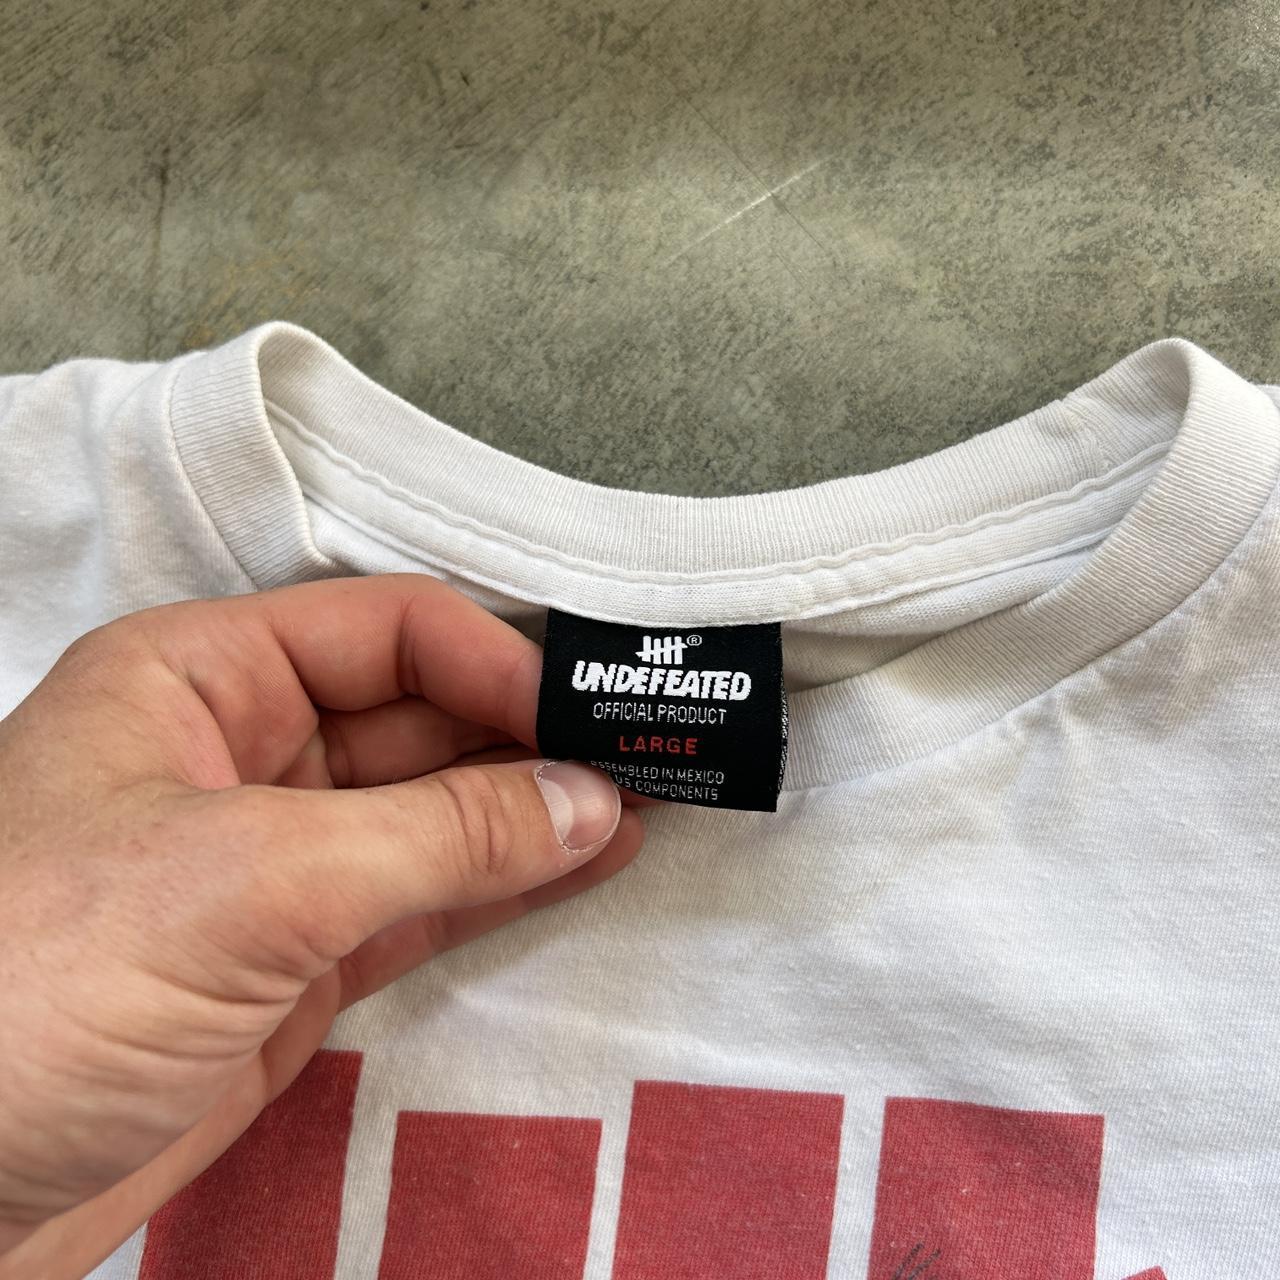 ®
UNDEFEATED
OFFICIAL PRODUCT
LARGE
ASSEMBLED IN MEXICO
US COMPONENTS